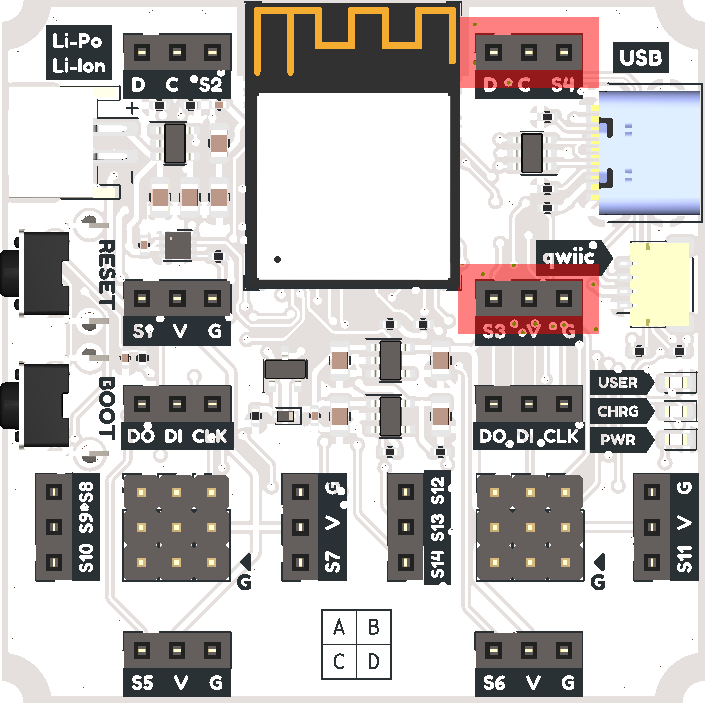 Li-Po
Li-Ion
D C S2
D C S4
USB
+
-
RESET
qwiic
S1 V G
S3 V G
BOOT
USER
CHRG
PWR
DO DI CLK
DO DI CLK
S10 S9 S8
S7 V G
S14 S13 S12
S11 V G
G
G
A B
C D
S5 V G
S6 V G